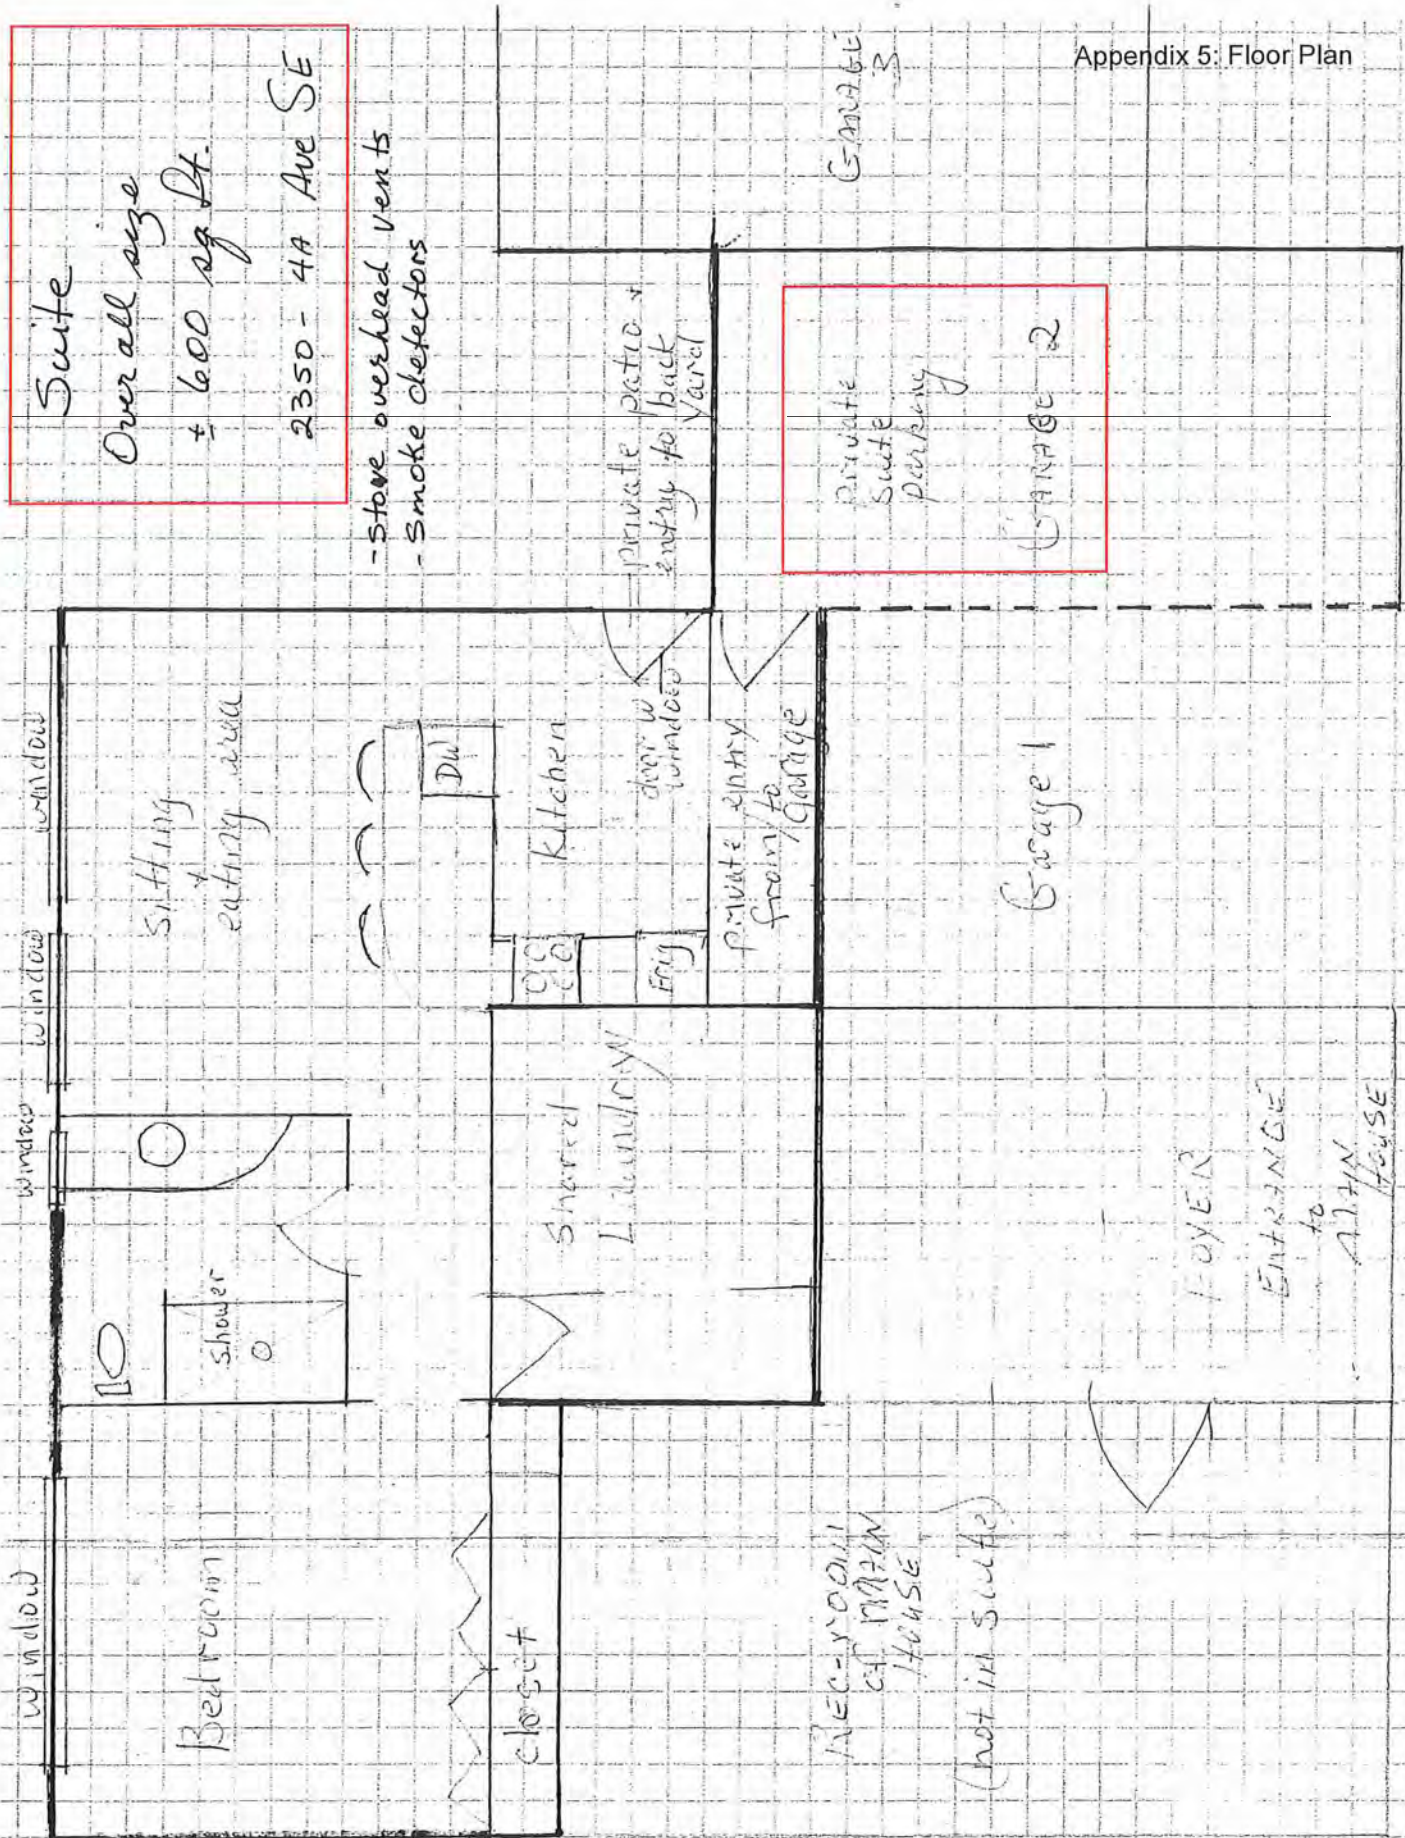 Appendix 5: Floor Plan
Suite
Overall size
± 600 sq ft.
2350 - 4A Ave SE
- stove overhead vents
- smoke detectors
window
window
window
window
Bedroom
closet
shower
Sitting
+
eating area
DW
Kitchen
Frig
door w
window
private patio +
entry to back
yard
private entry
from/to
garage
Shared
Laundry
private
suite
parking
GARAGE 2
GARAGE
3
Garage 1
FOYER
ENTRANCE
to
MAIN
HOUSE
REC-ROOM
OF MAIN
HOUSE
(not in suite)